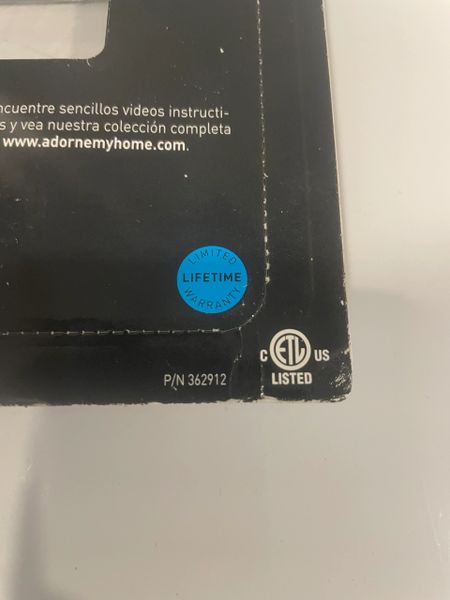 ncuentre sencillos videos instructi-
s y vea nuestra colección completa
www.adornemyhome.com.
LIMITED
LIFETIME
WARRANTY
C ETL US
LISTED
P/N 362912